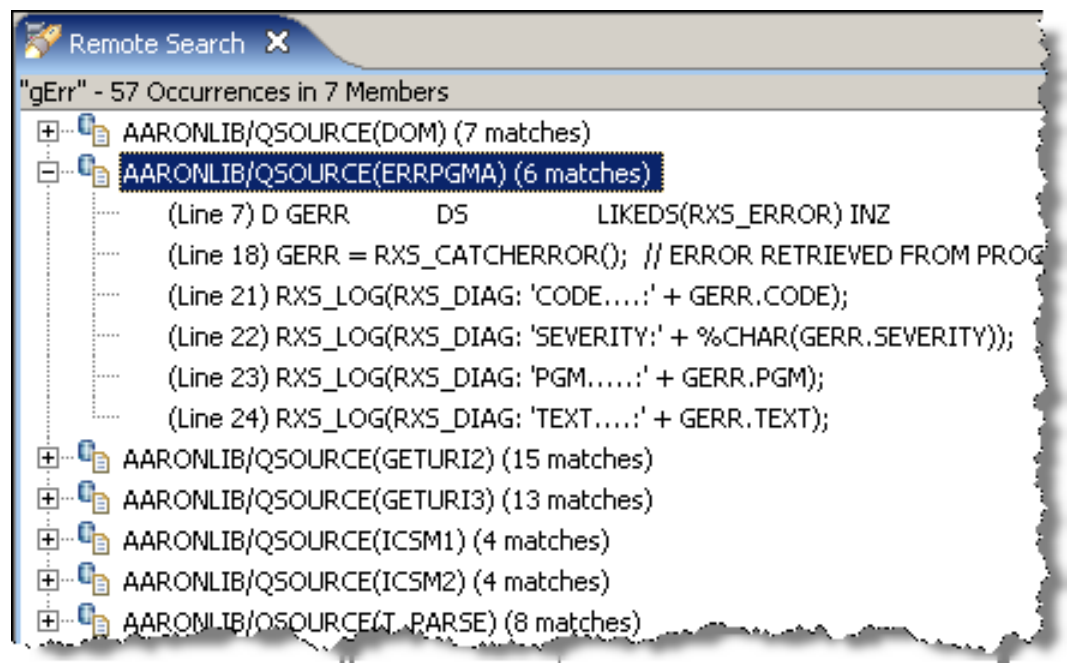 Remote Search
"gErr" - 57 Occurrences in 7 Members
AARONLIB/QSOURCE(DOM) (7 matches)
AARONLIB/QSOURCE(ERRPGMA) (6 matches)
(Line 7) D GERR DS LIKEDS(RXS_ERROR) INZ
(Line 18) GERR = RXS_CATCHERROR(); // ERROR RETRIEVED FROM PROG
(Line 21) RXS_LOG(RXS_DIAG: 'CODE....:' + GERR.CODE);
(Line 22) RXS_LOG(RXS_DIAG: 'SEVERITY:' + %CHAR(GERR.SEVERITY));
(Line 23) RXS_LOG(RXS_DIAG: 'PGM.....:' + GERR.PGM);
(Line 24) RXS_LOG(RXS_DIAG: 'TEXT....:' + GERR.TEXT);
AARONLIB/QSOURCE(GETURI2) (15 matches)
AARONLIB/QSOURCE(GETURI3) (13 matches)
AARONLIB/QSOURCE(ICSM1) (4 matches)
AARONLIB/QSOURCE(ICSM2) (4 matches)
AARONLIB/QSOURCE(T_PARSE) (8 matches)